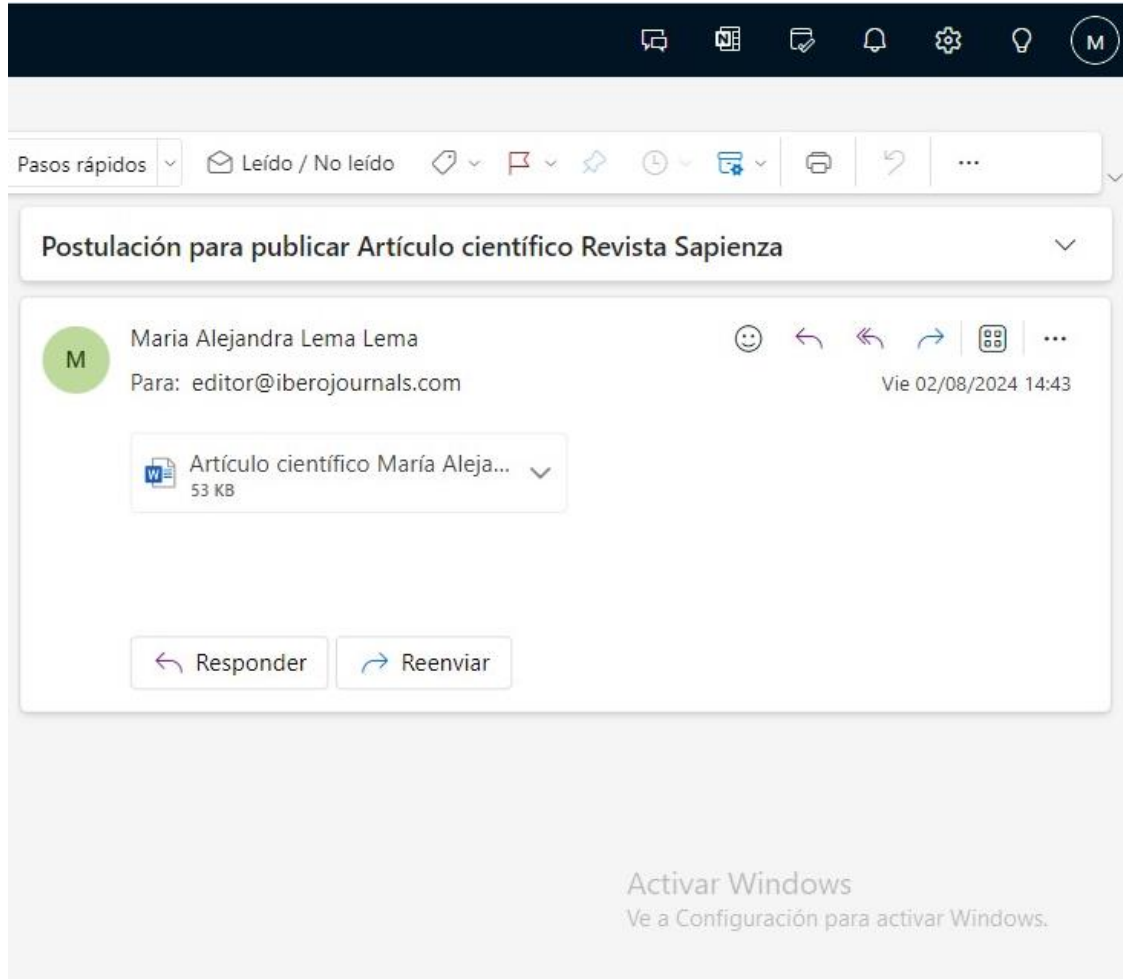 M
Pasos rápidos
Leído / No leído
Postulación para publicar Artículo científico Revista Sapienza
M
Maria Alejandra Lema Lema
Para: editor@iberojournals.com
Vie 02/08/2024 14:43
Artículo científico María Aleja...
53 KB
Responder
Reenviar
Activar Windows
Ve a Configuración para activar Windows.